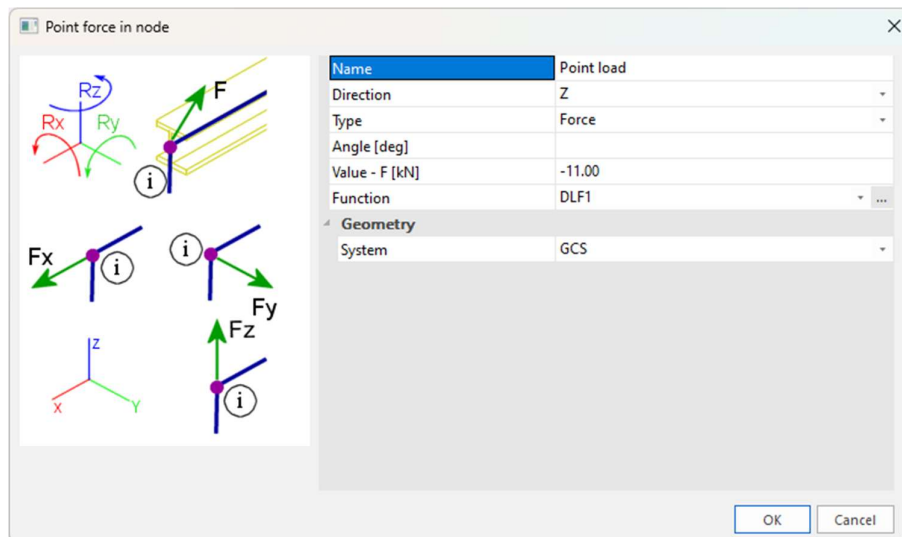 Point force in node
Rz
Rx Ry
F
i
Fx
i
i
Fy
Fz
z
x
Y
i
Name Point load
Direction Z
Type Force
Angle [deg]
Value - F [kN] -11.00
Function DLF1 ...
Geometry
System GCS
OK Cancel